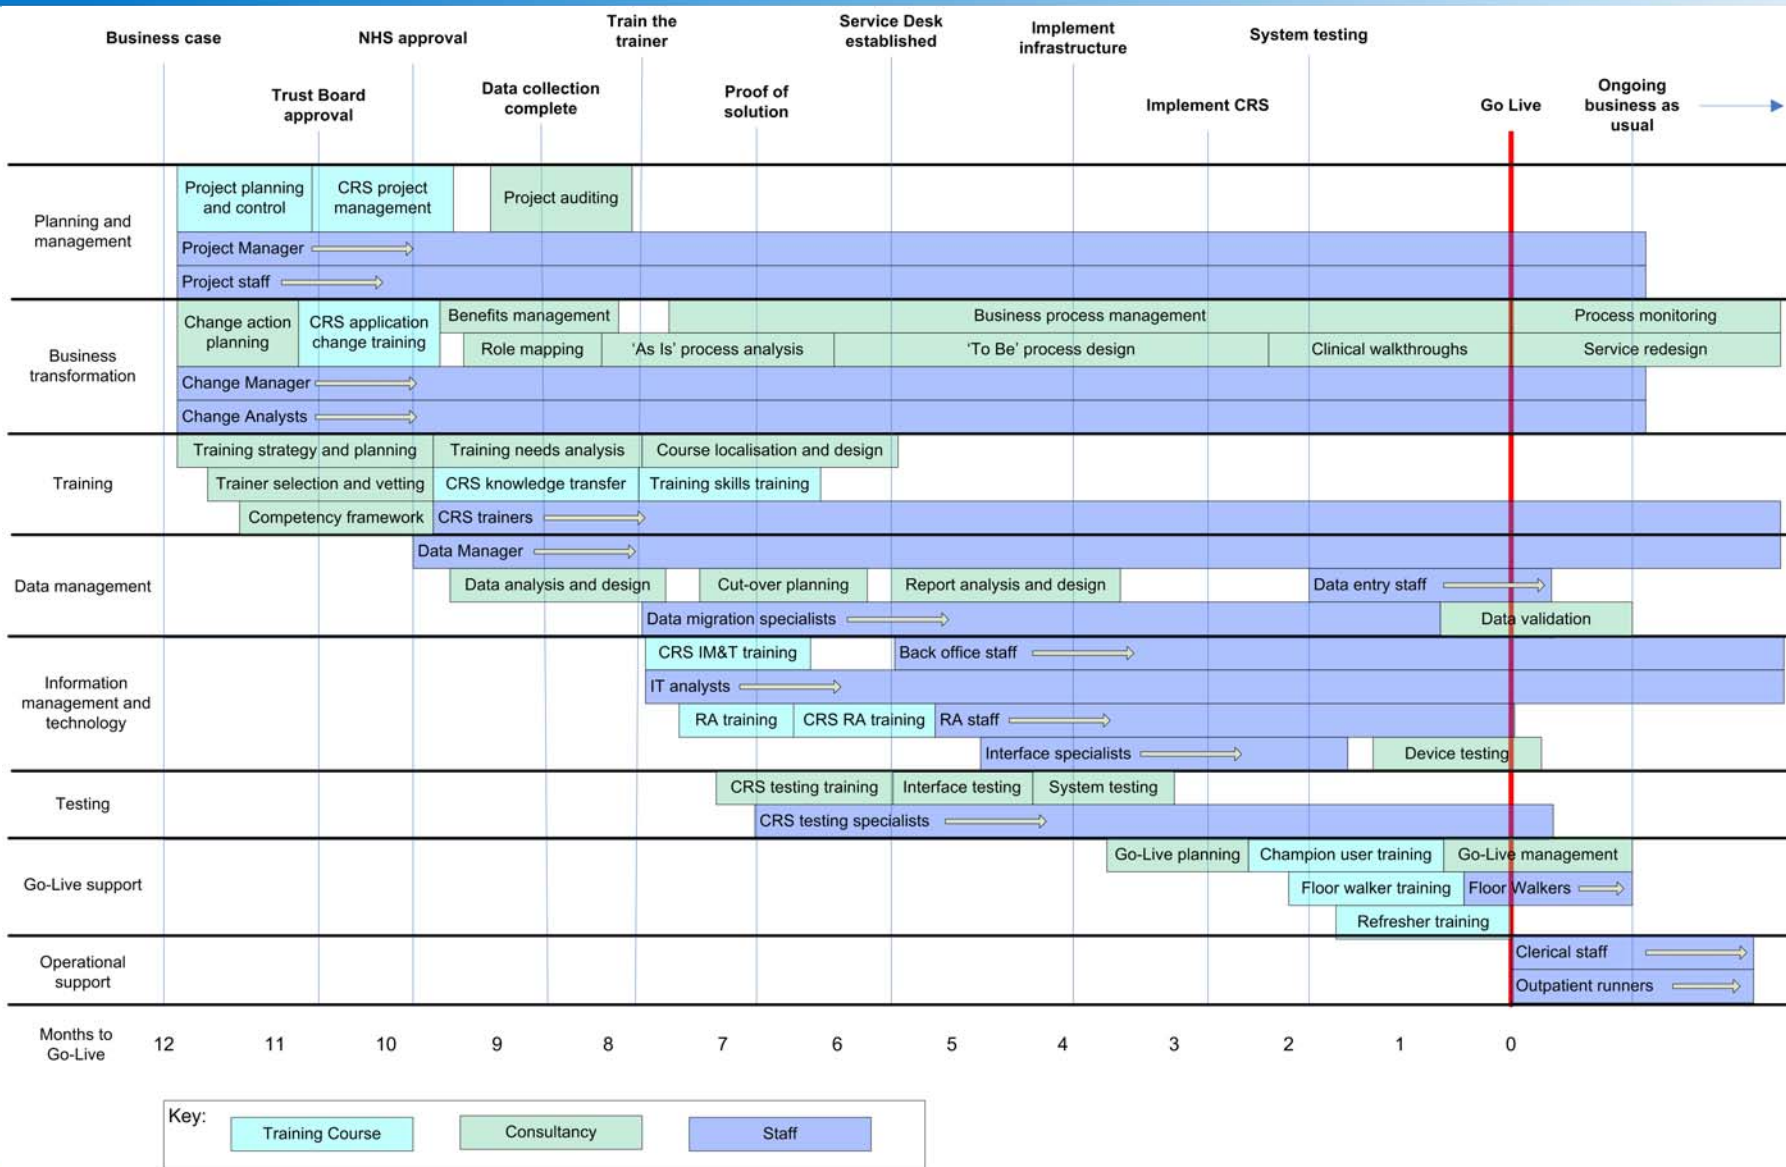 Business case
NHS approval
Train the
trainer
Service Desk
established
Implement
infrastructure
System testing
Trust Board
approval
Data collection
complete
Proof of
solution
Implement CRS
Go Live
Ongoing
business as
usual
Planning and
management
Project planning
and control
CRS project
management
Project auditing
Project Manager
Project staff
Business
transformation
Change action
planning
CRS application
change training
Benefits management
Business process management
Process monitoring
Role mapping
'As Is' process analysis
'To Be' process design
Clinical walkthroughs
Service redesign
Change Manager
Change Analysts
Training
Training strategy and planning
Training needs analysis
Course localisation and design
Trainer selection and vetting
CRS knowledge transfer
Training skills training
Competency framework
CRS trainers
Data management
Data Manager
Data analysis and design
Cut-over planning
Report analysis and design
Data entry staff
Data migration specialists
Data validation
Information
management and
technology
CRS IM&T training
Back office staff
IT analysts
RA training
CRS RA training
RA staff
Interface specialists
Device testing
Testing
CRS testing training
Interface testing
System testing
CRS testing specialists
Go-Live support
Go-Live planning
Champion user training
Go-Live management
Floor walker training
Floor Walkers
Refresher training
Operational
support
Clerical staff
Outpatient runners
Months to
Go-Live
12 11 10 9 8 7 6 5 4 3 2 1 0
Key:
Training Course
Consultancy
Staff